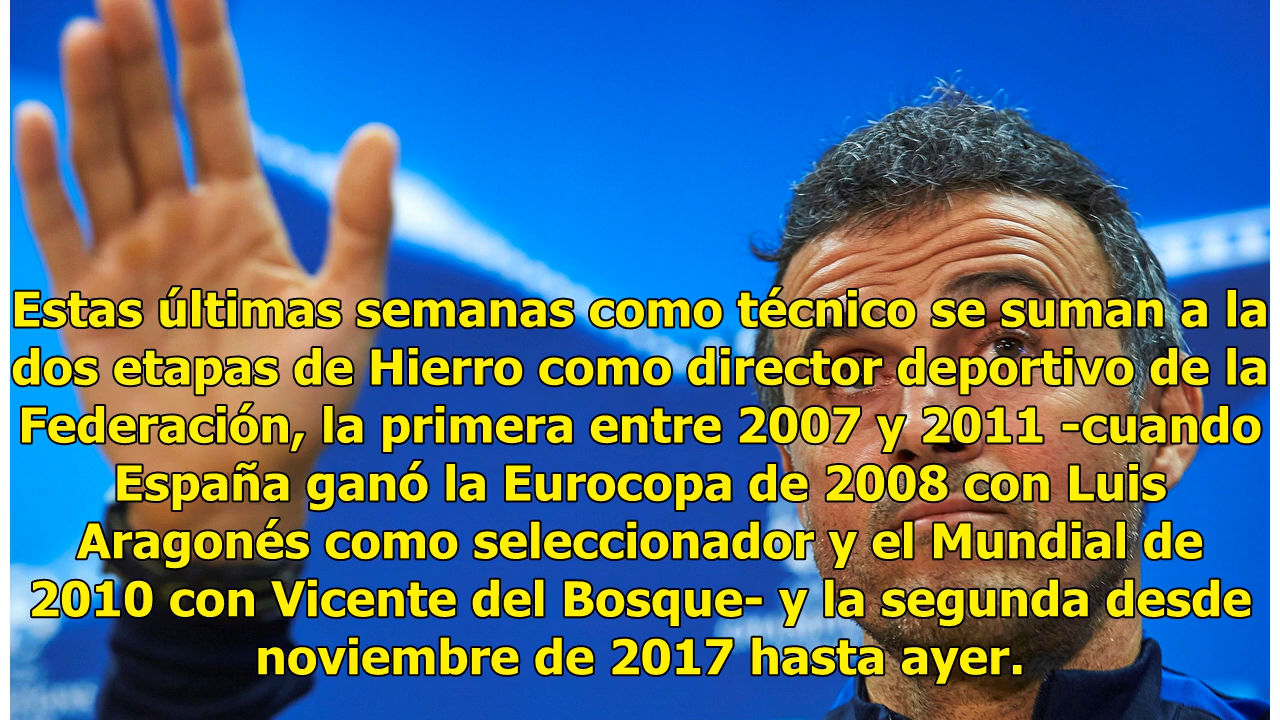 Estas últimas semanas como técnico se suman a la
dos etapas de Hierro como director deportivo de la
Federación, la primera entre 2007 y 2011 -cuando
España ganó la Eurocopa de 2008 con Luis
Aragonés como seleccionador y el Mundial de
2010 con Vicente del Bosque- y la segunda desde
noviembre de 2017 hasta ayer.